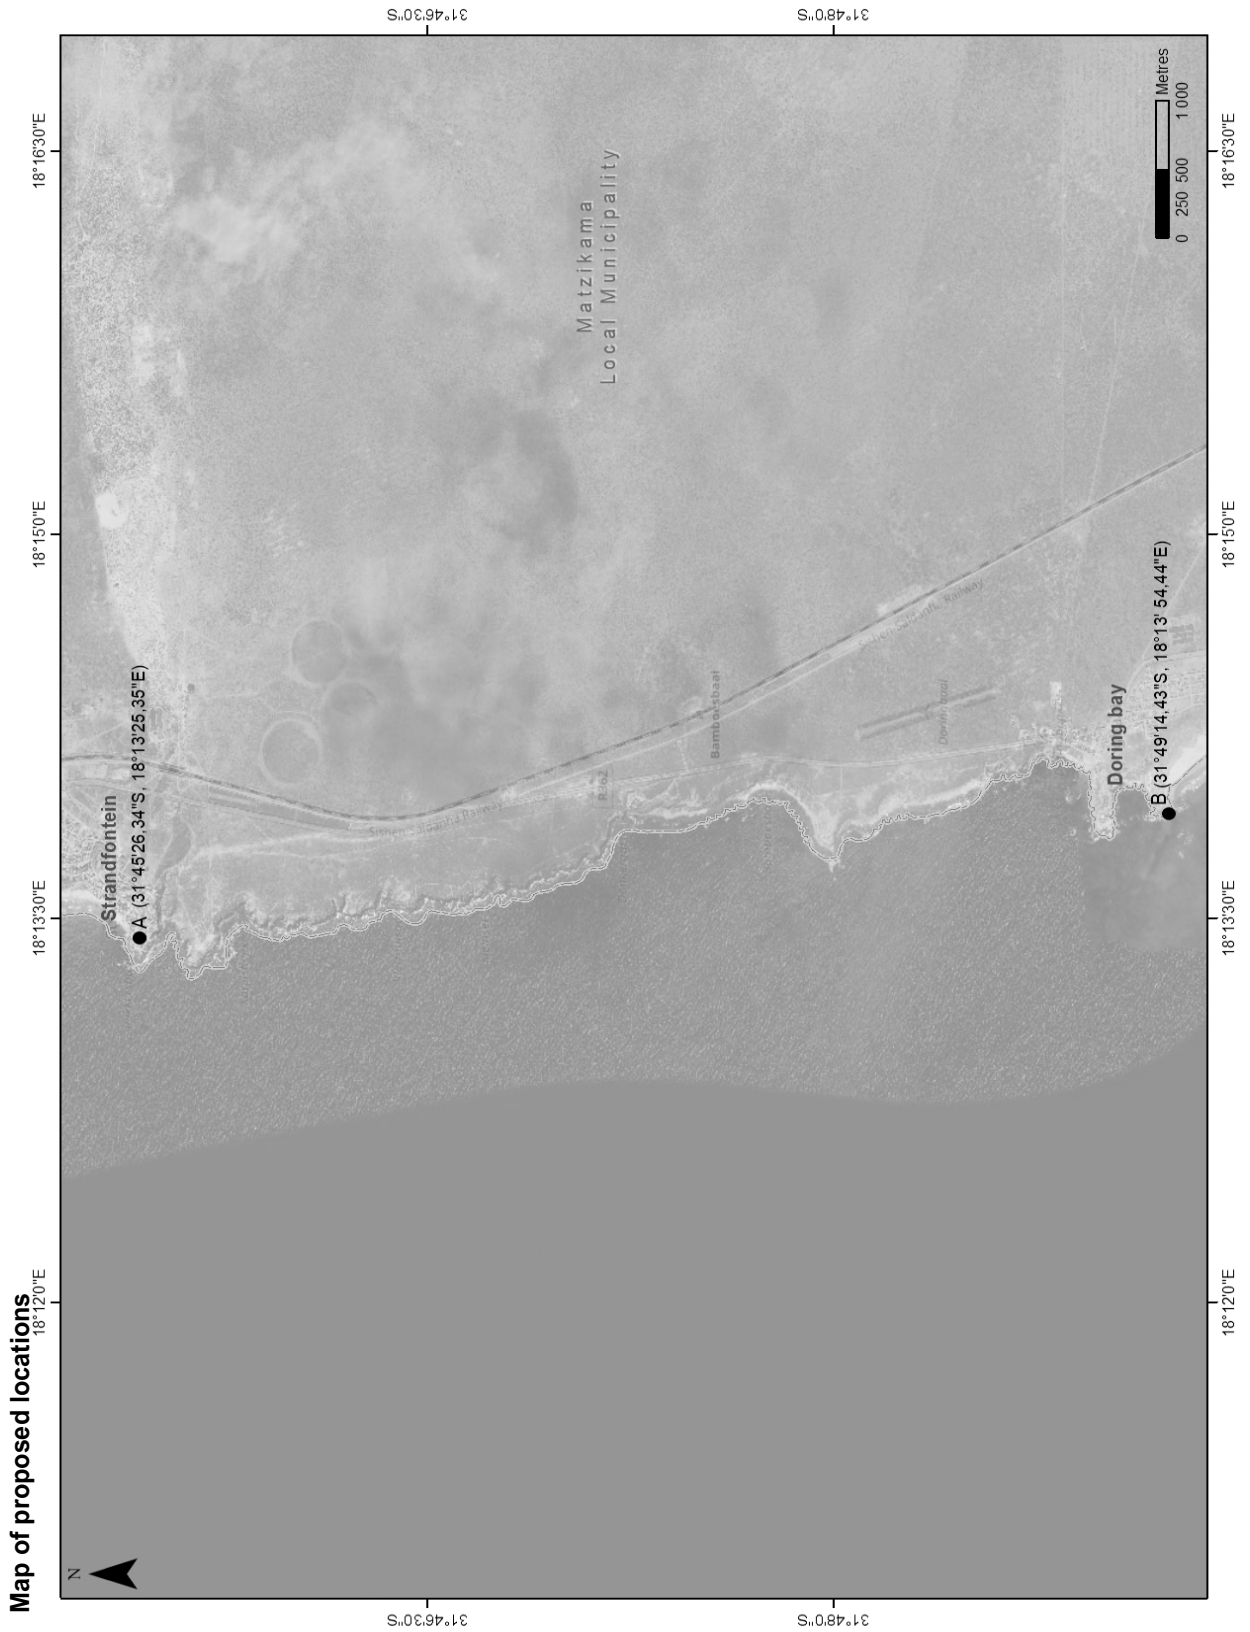 Map of proposed locations
18°12'0"E
18°13'30"E
18°15'0"E
18°16'30"E
N
Strandfontein
A (31°45'26,34"S, 18°13'25,35"E)
31°46'30"S
31°46'30"S
Matzikama
Local Municipality
Bamboesbaai
31°48'0"S
31°48'0"S
Doring bay
B (31°49'14,43"S, 18°13' 54,44"E)
Metres
0 250 500 1 000
18°12'0"E
18°13'30"E
18°15'0"E
18°16'30"E